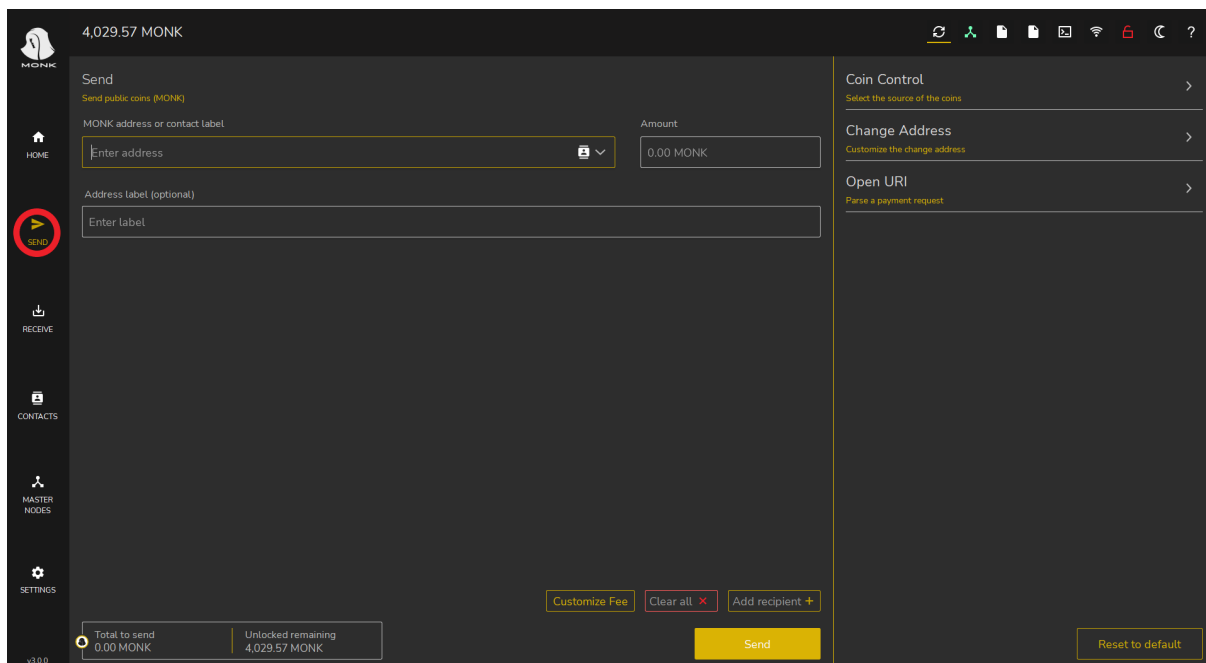 4,029.57 MONK
MONK
HOME
SEND
RECEIVE
CONTACTS
MASTER
NODES
SETTINGS
v3.0.0
Send
Send public coins (MONK)
MONK address or contact label
Amount
Enter address
0.00 MONK
Address label (optional)
Enter label
Customize Fee
Clear all
Add recipient +
Total to send
0.00 MONK
Unlocked remaining
4,029.57 MONK
Send
Coin Control
Select the source of the coins
Change Address
Customize the change address
Open URI
Parse a payment request
Reset to default